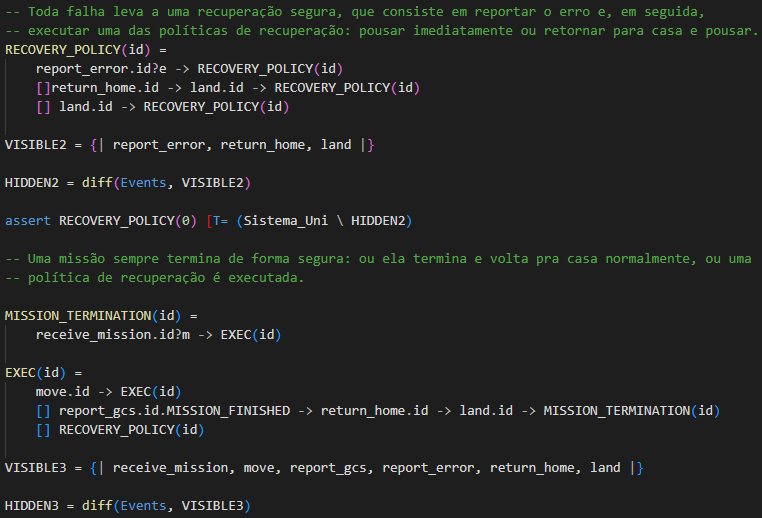 -- Toda falha leva a uma recuperação segura, que consiste em reportar o erro e, em seguida,
-- executar uma das políticas de recuperação: pousar imediatamente ou retornar para casa e pousar.
RECOVERY_POLICY(id) =
    report_error.id?e -> RECOVERY_POLICY(id)
    []return_home.id -> land.id -> RECOVERY_POLICY(id)
    [] land.id -> RECOVERY_POLICY(id)
VISIBLE2 = {| report_error, return_home, land |}
HIDDEN2 = diff(Events, VISIBLE2)
assert RECOVERY_POLICY(0) [T= (Sistema_Uni \ HIDDEN2)
-- Uma missão sempre termina de forma segura: ou ela termina e volta pra casa normalmente, ou uma
-- política de recuperação é executada.
MISSION_TERMINATION(id) =
    receive_mission.id?m -> EXEC(id)
EXEC(id) =
    move.id -> EXEC(id)
    [] report_gcs.id.MISSION_FINISHED -> return_home.id -> land.id -> MISSION_TERMINATION(id)
    [] RECOVERY_POLICY(id)
VISIBLE3 = {| receive_mission, move, report_gcs, report_error, return_home, land |}
HIDDEN3 = diff(Events, VISIBLE3)